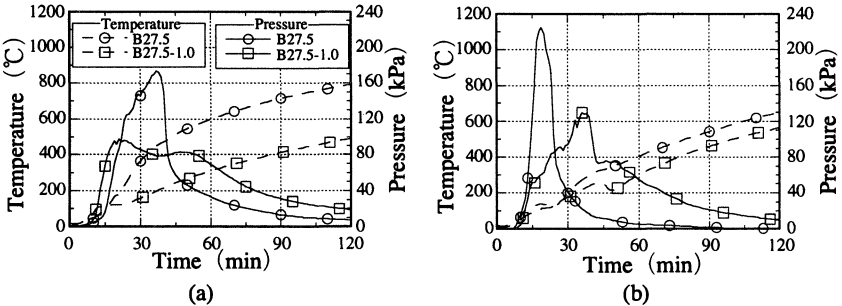 1200
1000
800
600
400
200
0
Temperature (℃)
Temperature
B27.5
B27.5-1.0
Pressure
B27.5
B27.5-1.0
240
200
160
120
80
40
0
Pressure (kPa)
0 30 60 90 120
Time (min)
(a)
1200
1000
800
600
400
200
0
Temperature (℃)
240
200
160
120
80
40
0
Pressure (kPa)
0 30 60 90 120
Time (min)
(b)